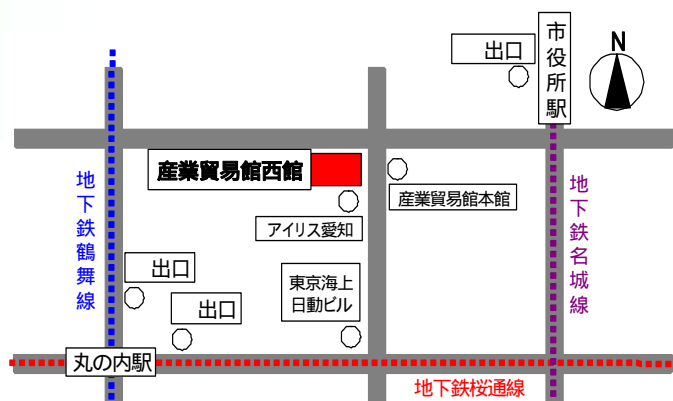 市役所駅
出口
N
産業貿易館西館
産業貿易館本館
アイリス愛知
地下鉄鶴舞線
地下鉄名城線
出口
東京海上
日動ビル
出口
丸の内駅
地下鉄桜通線